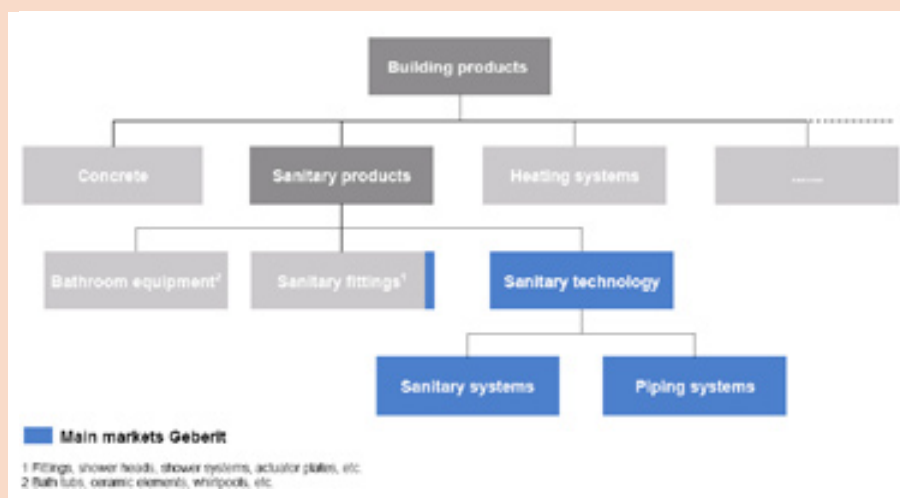 Building products
Concrete
Sanitary products
Heating systems
........
Bathroom equipment2
Sanitary fittings1
Sanitary technology
Sanitary systems
Piping systems
Main markets Geberit
1 Fittings, shower heads, shower systems, actuator plates, etc.
2 Bath tubs, ceramic elements, whirlpools, etc.